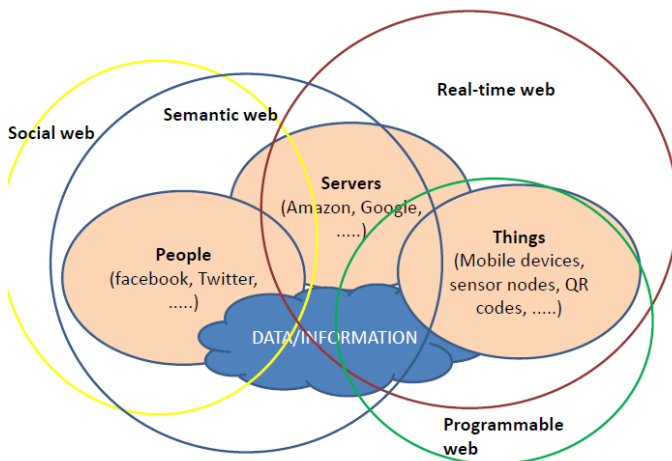 Real-time web
Semantic web
Social web
Servers
(Amazon, Google,
.....)
People
(facebook, Twitter,
.....)
Things
(Mobile devices,
sensor nodes, QR
codes, .....)
DATA/INFORMATION
Programmable
web